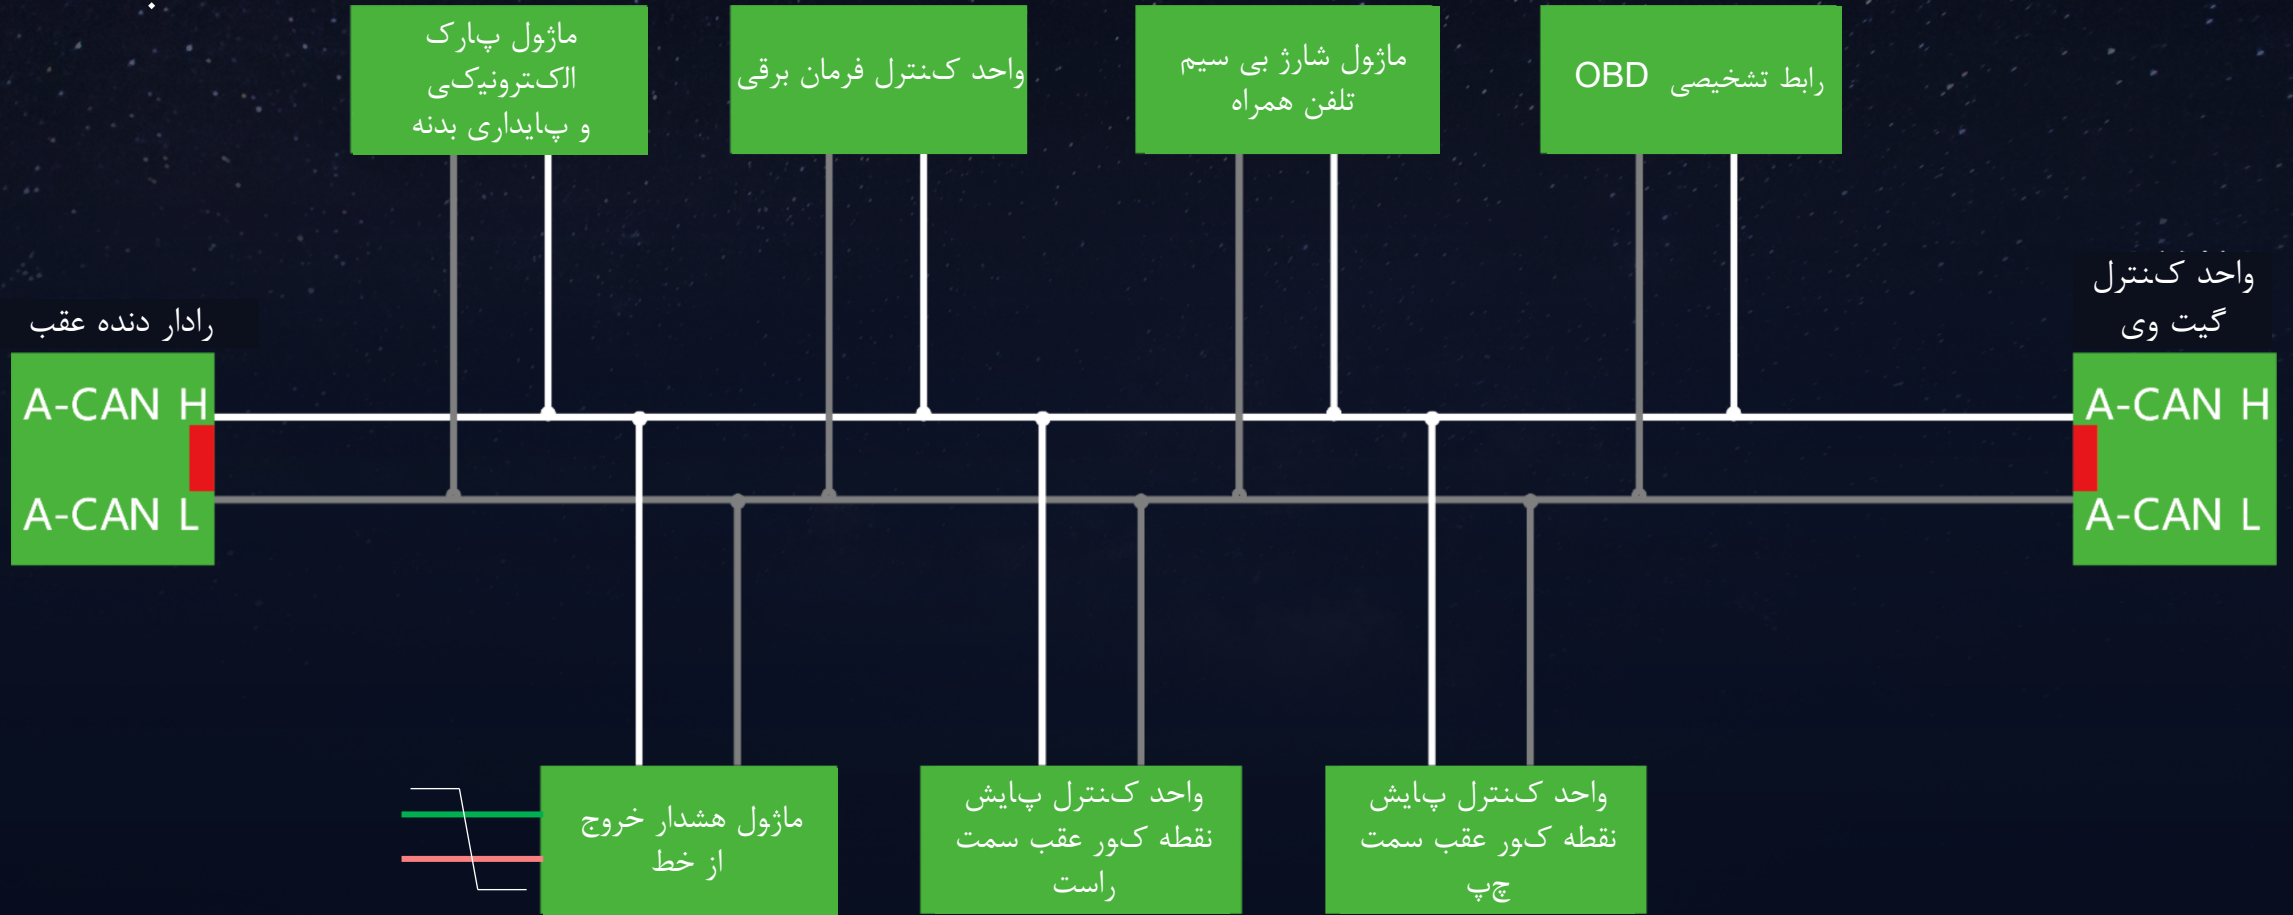 ماژول پارک
الکترونیکی
و پایداری بدنه
واحد کنترل فرمان برقی
ماژول شارژ بی سیم
تلفن همراه
رابط تشخیصی OBD
رادار دنده عقب
A-CAN H
A-CAN L
واحد کنترل
گیت وی
A-CAN H
A-CAN L
ماژول هشدار خروج
از خط
واحد کنترل پایش
نقطه کور عقب سمت
راست
واحد کنترل پایش
نقطه کور عقب سمت
چپ